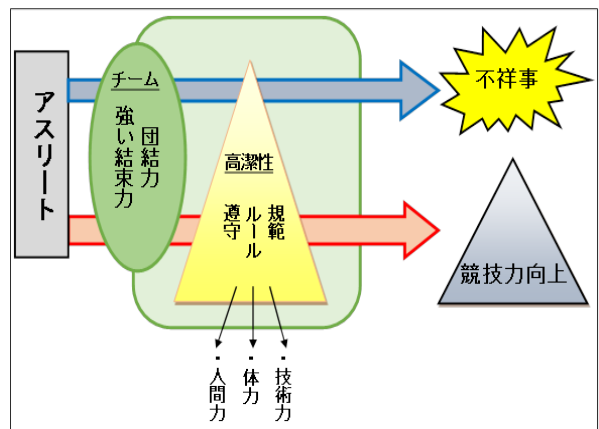 アスリート
チーム
団結力
強い結束力
高潔性
規範
ルール
遵守
不祥事
競技力向上
・技術力
・体力
・人間力